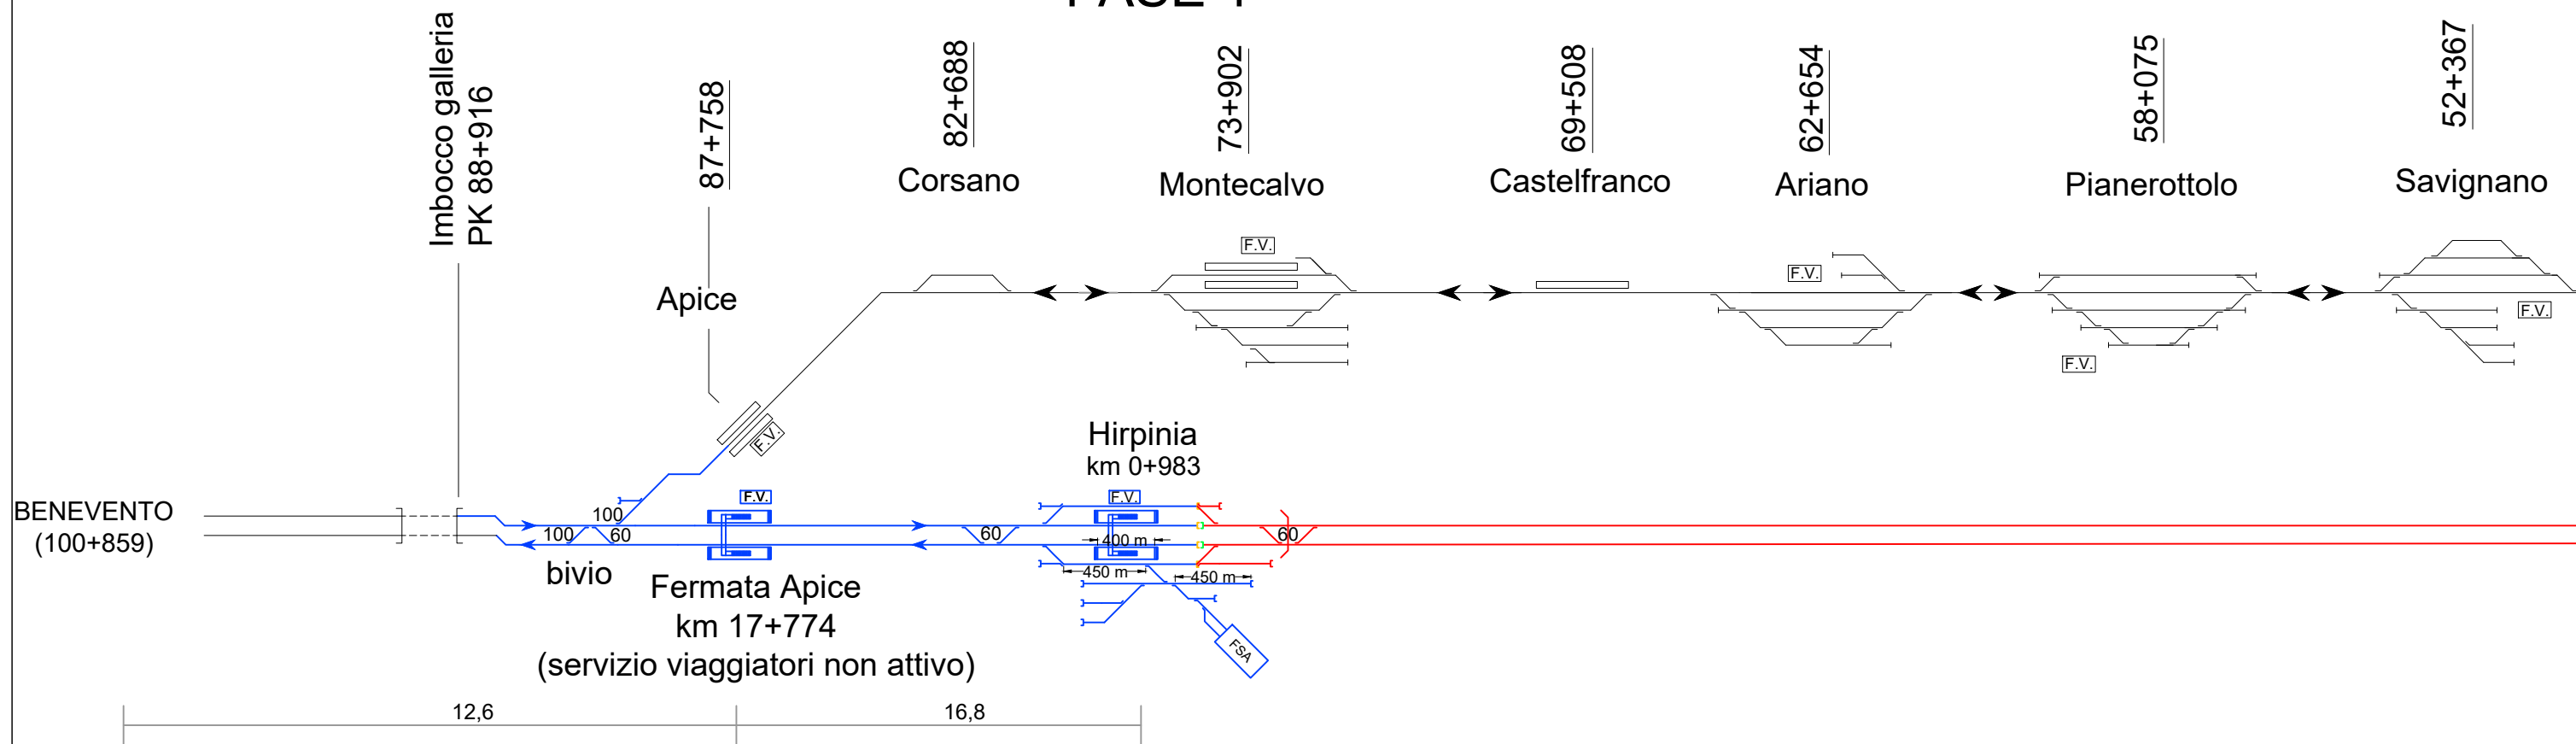 Imbocco galleria
PK 88+916
87+758
82+688
73+902
69+508
62+654
58+075
52+367
Corsano
Montecalvo
Castelfranco
Ariano
Pianerottolo
Savignano
F.V.
F.V.
F.V.
F.V.
Apice
F.V.
Hirpinia
km 0+983
BENEVENTO
(100+859)
F.V.
F.V.
100
100
60
60
400 m
60
450 m
450 m
bivio
Fermata Apice
km 17+774
(servizio viaggiatori non attivo)
FSA
12,6
16,8